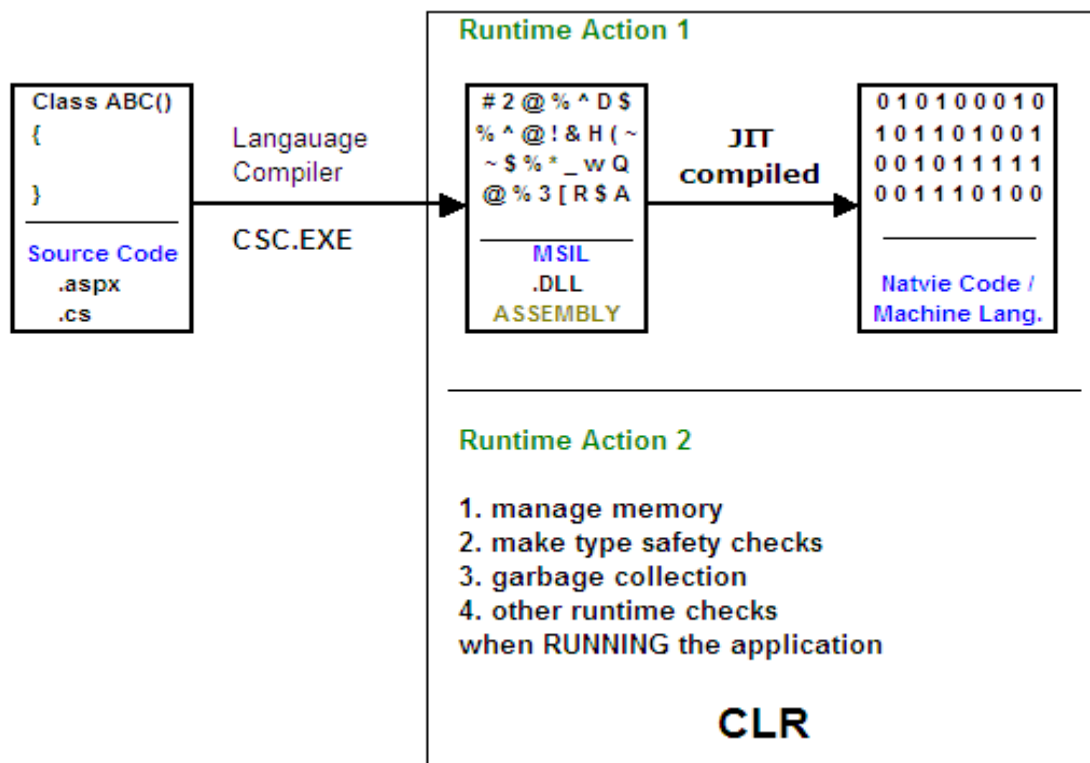 Runtime Action 1
Class ABC()
{
}
Source Code
.aspx
.cs
Langauage
Compiler
CSC.EXE
# 2 @ % ^ D $
% ^ @ ! & H ( ~
~ $ % * _ w Q
@ % 3 [ R $ A
MSIL
.DLL
ASSEMBLY
JIT
compiled
0 1 0 1 0 0 0 1 0
1 0 1 1 0 1 0 0 1
0 0 1 0 1 1 1 1 1
0 0 1 1 1 0 1 0 0
Natvie Code /
Machine Lang.
Runtime Action 2
1. manage memory
2. make type safety checks
3. garbage collection
4. other runtime checks
when RUNNING the application
CLR